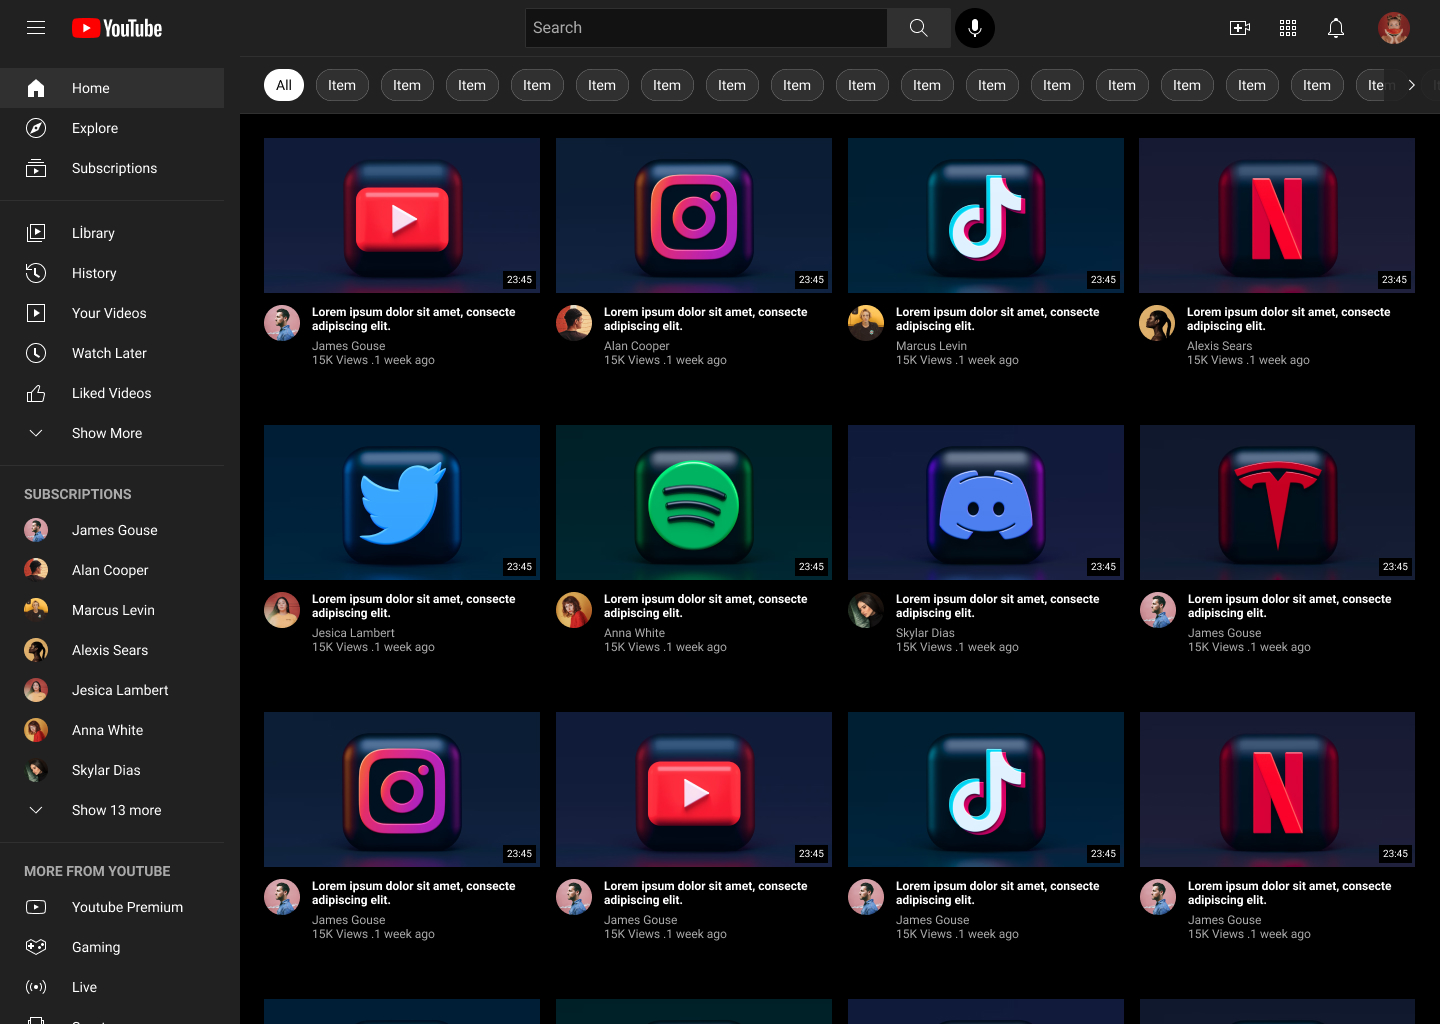 YouTube
Search
Home
Explore
Subscriptions
Lİbrary
History
Your Videos
Watch Later
Liked Videos
Show More
SUBSCRIPTIONS
James Gouse
Alan Cooper
Marcus Levin
Alexis Sears
Jesica Lambert
Anna White
Skylar Dias
Show 13 more
MORE FROM YOUTUBE
Youtube Premium
Gaming
Live
All Item Item Item Item Item Item Item Item Item Item Item Item Item Item Item Item Item
23:45
Lorem ipsum dolor sit amet, consecte
adipiscing elit.
James Gouse
15K Views .1 week ago
23:45
Lorem ipsum dolor sit amet, consecte
adipiscing elit.
Alan Cooper
15K Views .1 week ago
23:45
Lorem ipsum dolor sit amet, consecte
adipiscing elit.
Marcus Levin
15K Views .1 week ago
N
23:45
Lorem ipsum dolor sit amet, consecte
adipiscing elit.
Alexis Sears
15K Views .1 week ago
23:45
Lorem ipsum dolor sit amet, consecte
adipiscing elit.
Jesica Lambert
15K Views .1 week ago
23:45
Lorem ipsum dolor sit amet, consecte
adipiscing elit.
Anna White
15K Views .1 week ago
23:45
Lorem ipsum dolor sit amet, consecte
adipiscing elit.
Skylar Dias
15K Views .1 week ago
23:45
Lorem ipsum dolor sit amet, consecte
adipiscing elit.
James Gouse
15K Views .1 week ago
23:45
Lorem ipsum dolor sit amet, consecte
adipiscing elit.
James Gouse
15K Views .1 week ago
23:45
Lorem ipsum dolor sit amet, consecte
adipiscing elit.
James Gouse
15K Views .1 week ago
23:45
Lorem ipsum dolor sit amet, consecte
adipiscing elit.
James Gouse
15K Views .1 week ago
N
23:45
Lorem ipsum dolor sit amet, consecte
adipiscing elit.
James Gouse
15K Views .1 week ago